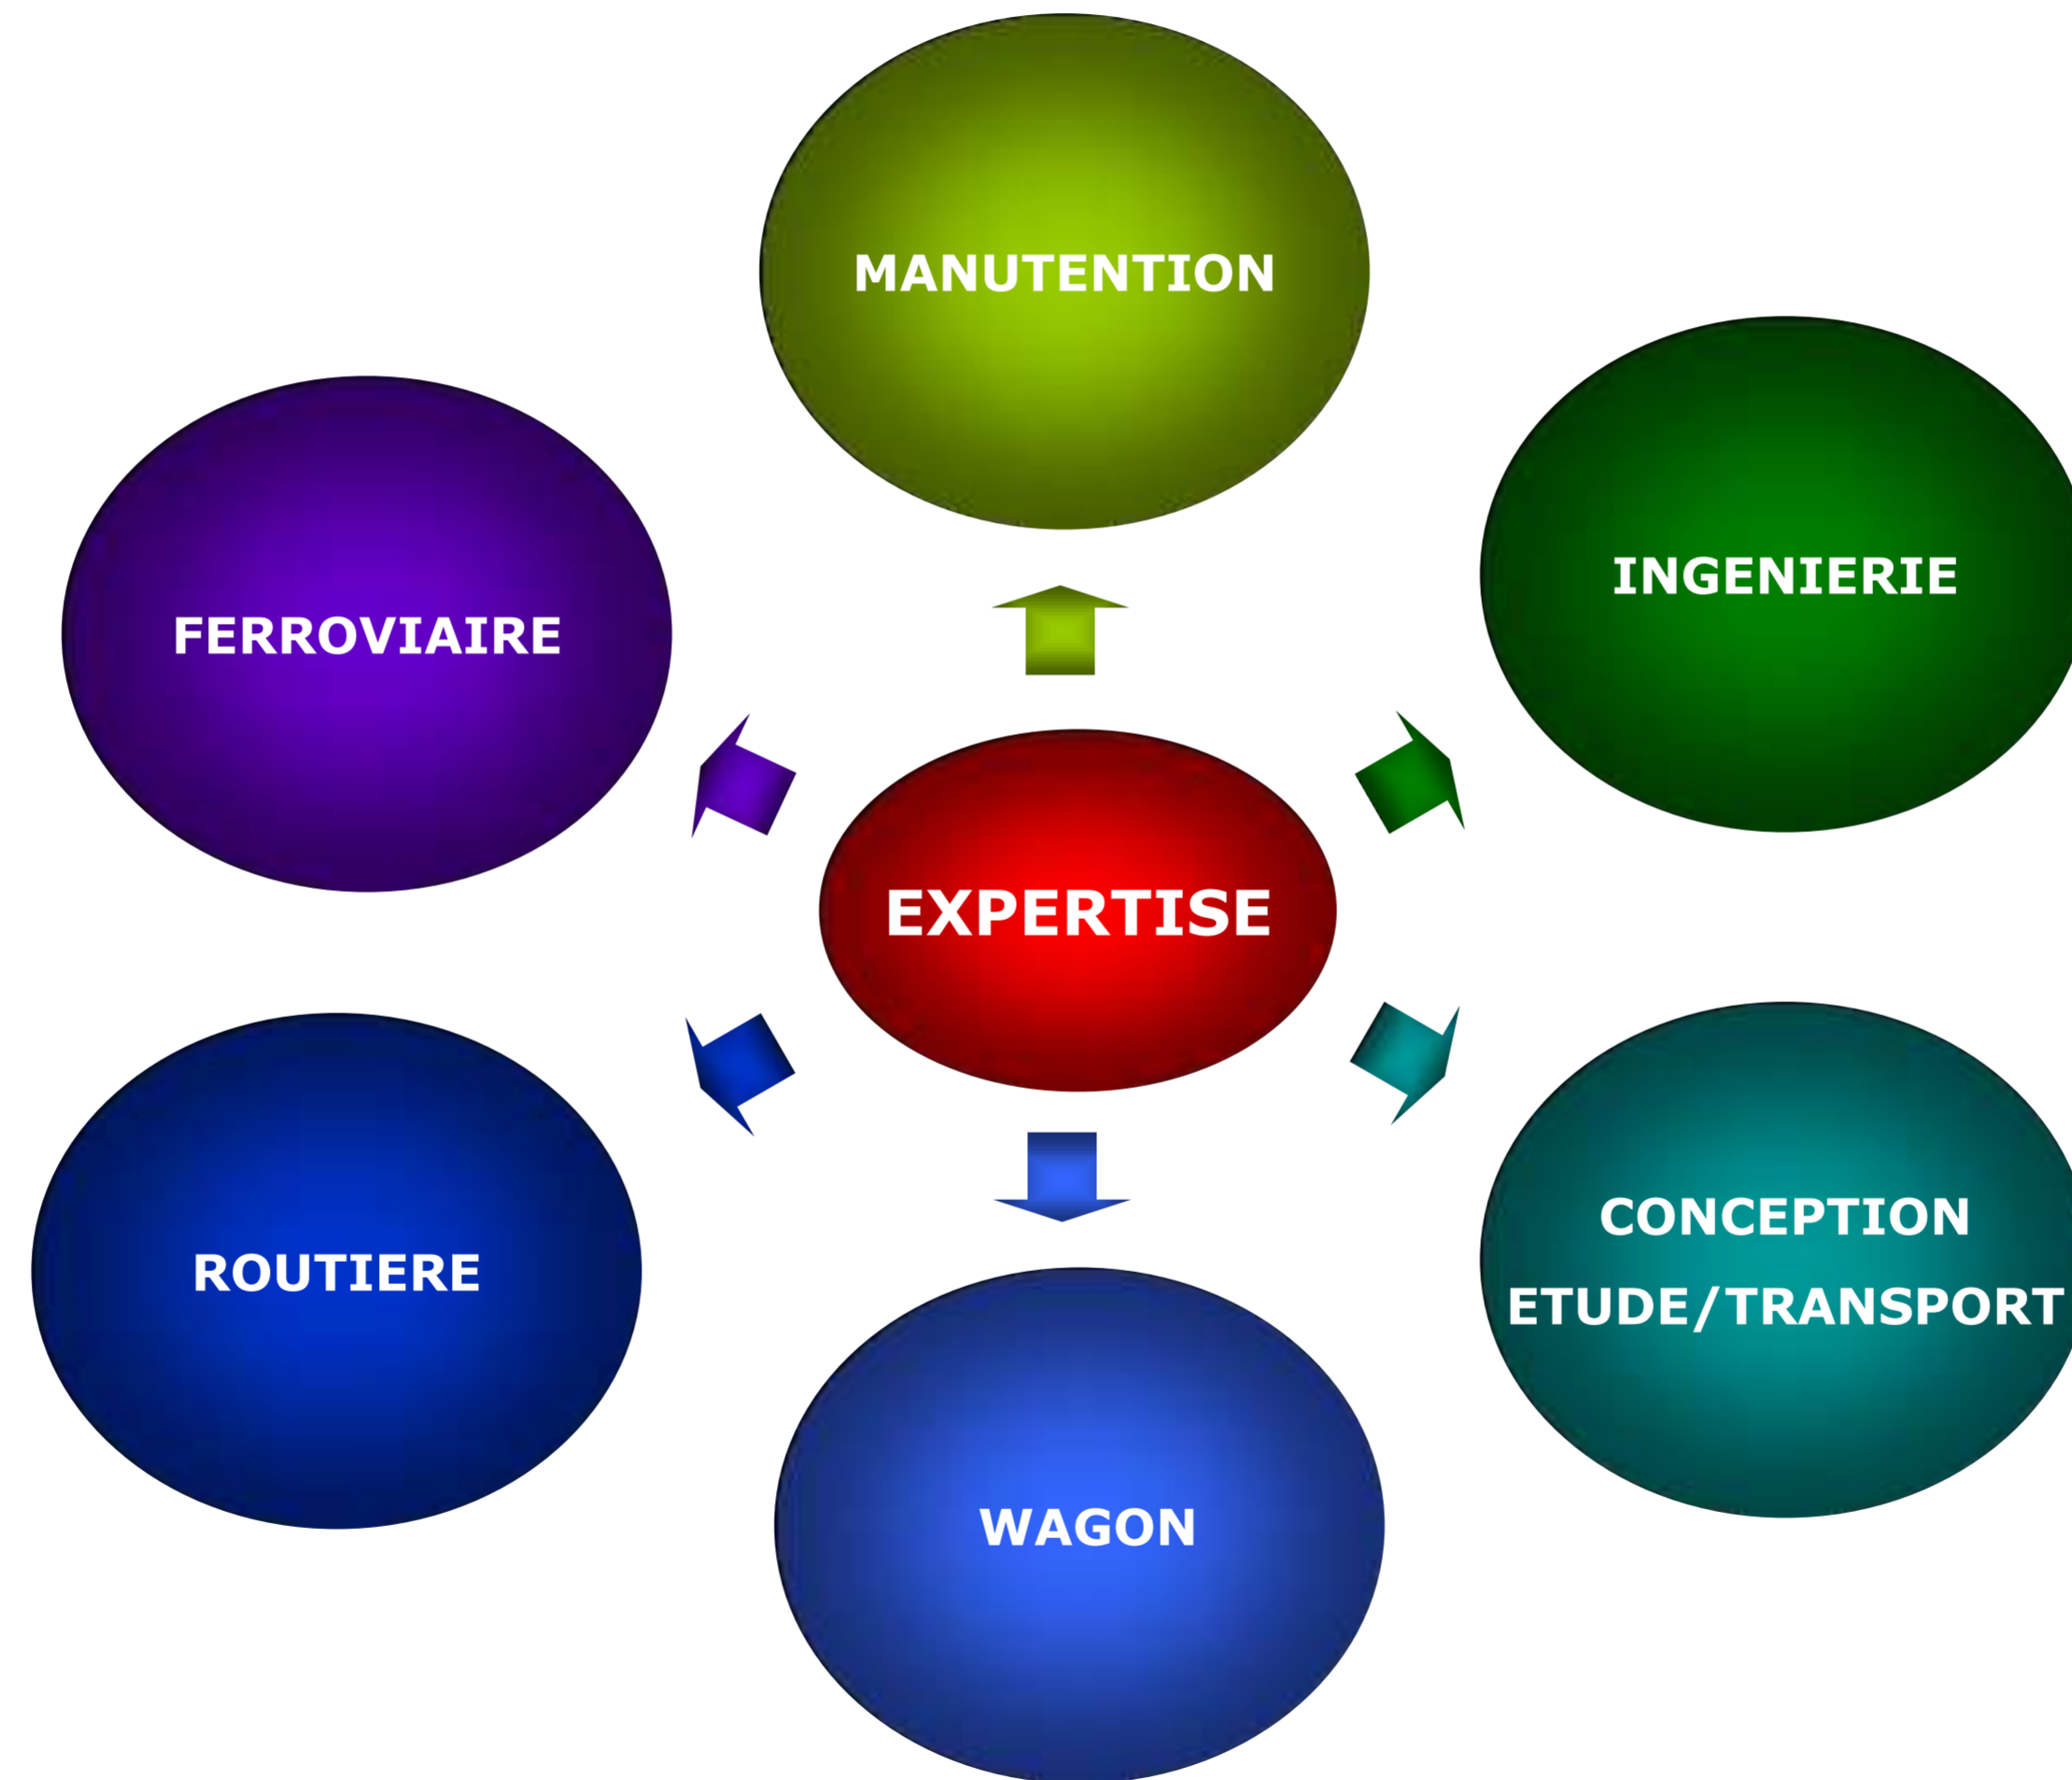 MANUTENTION
INGENIERIE
FERROVIAIRE
EXPERTISE
CONCEPTION
ETUDE/TRANSPORT
ROUTIERE
WAGON